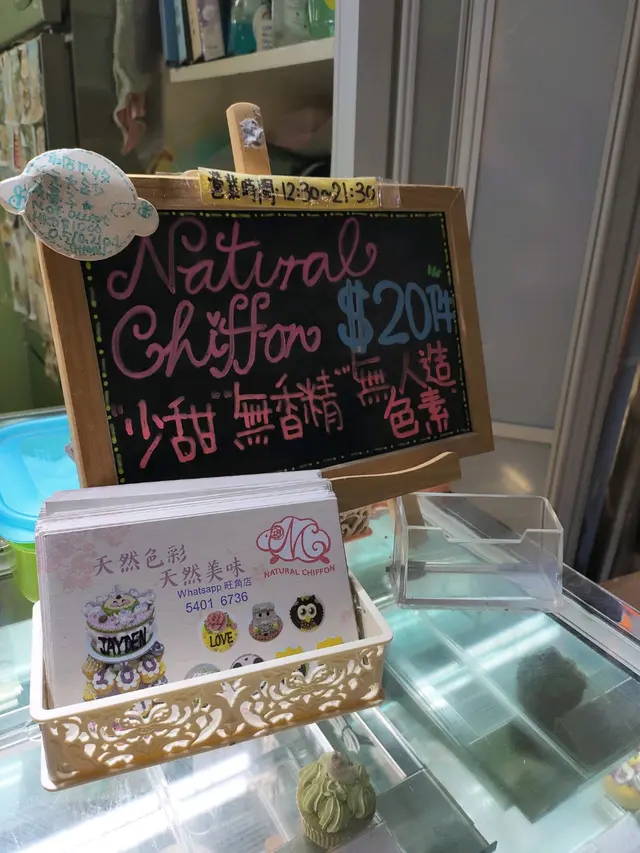 營業時間:12:30~21:30
Natural
Chiffon $20/件
"少甜" "無香精" "無人造
色素
天然色彩
天然美味
Whatsapp 旺角店
5401 6736
NATURAL CHIFFON
JAYDEN
100
LOVE